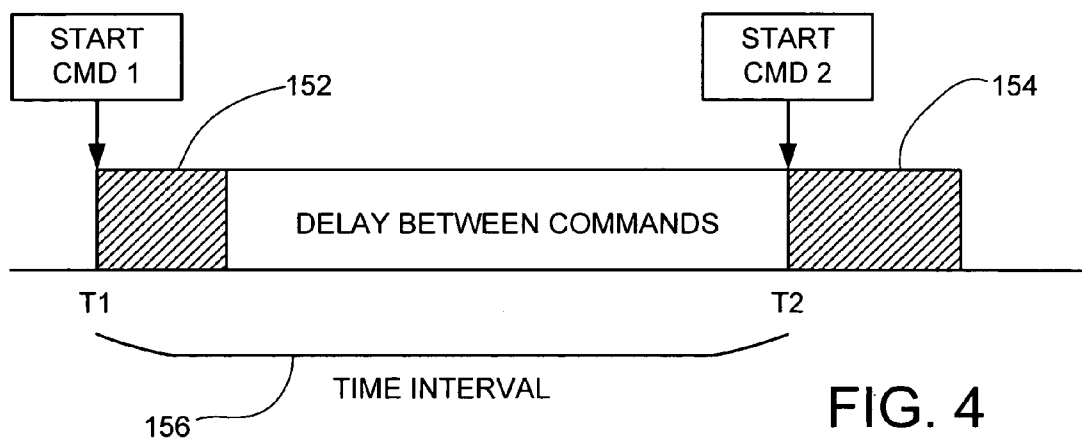 START
CMD 1
START
CMD 2
152
154
DELAY BETWEEN COMMANDS
T1
T2
TIME INTERVAL
156
FIG. 4